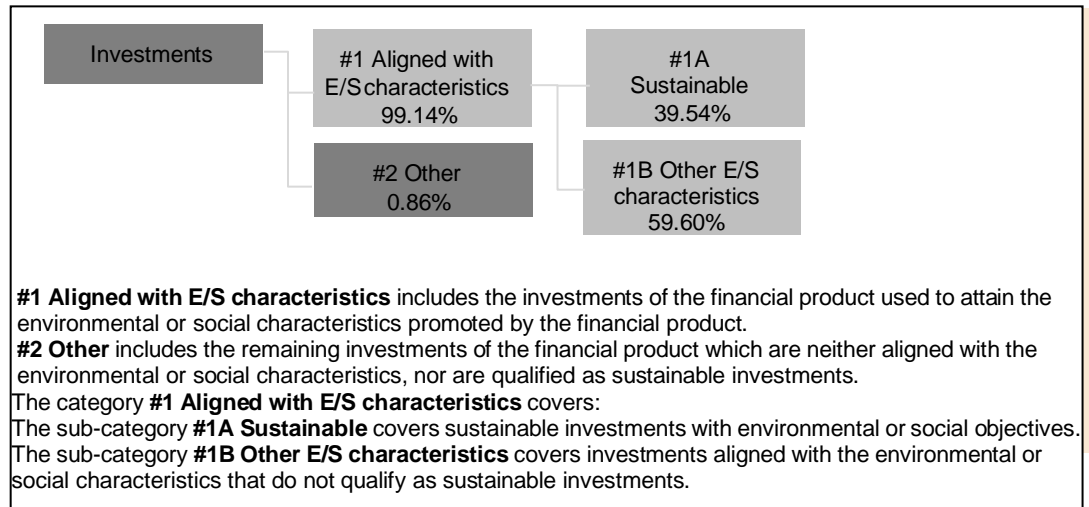 Investments
#1 Aligned with
E/S characteristics
99.14%
#2 Other
0.86%
#1A
Sustainable
39.54%
#1B Other E/S
characteristics
59.60%
#1 Aligned with E/S characteristics includes the investments of the financial product used to attain the
environmental or social characteristics promoted by the financial product.
#2 Other includes the remaining investments of the financial product which are neither aligned with the
environmental or social characteristics, nor are qualified as sustainable investments.
The category #1 Aligned with E/S characteristics covers:
The sub-category #1A Sustainable covers sustainable investments with environmental or social objectives.
The sub-category #1B Other E/S characteristics covers investments aligned with the environmental or
social characteristics that do not qualify as sustainable investments.